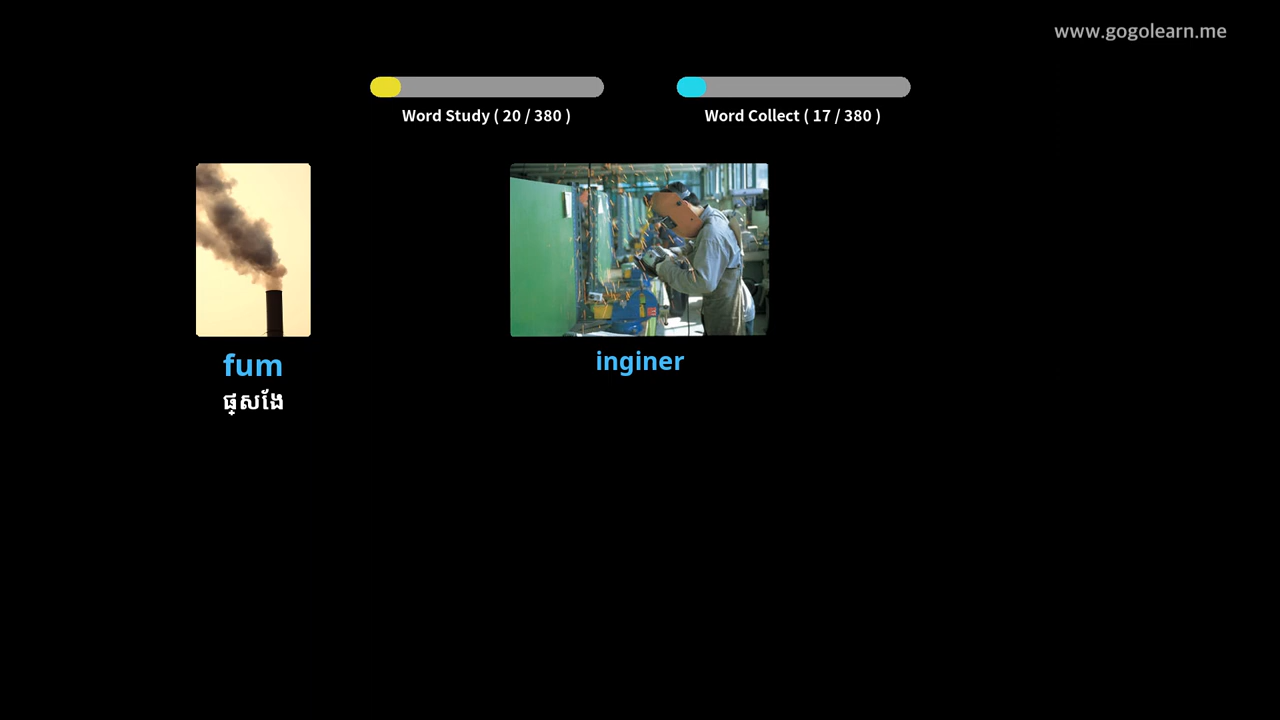 www.gogolearn.me
Word Study ( 20 / 380 )
Word Collect ( 17 / 380 )
fum
ផ្សែង
inginer